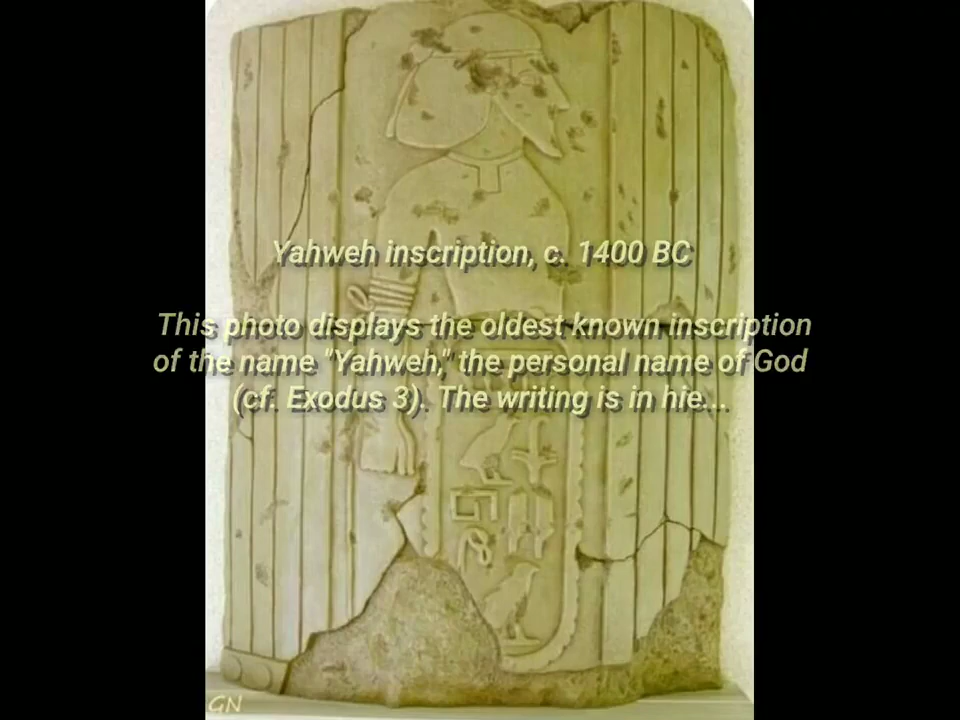 Yahweh inscription, c. 1400 BC
This photo displays the oldest known inscription
of the name "Yahweh," the personal name of God
(cf. Exodus 3). The writing is in hie...
GN